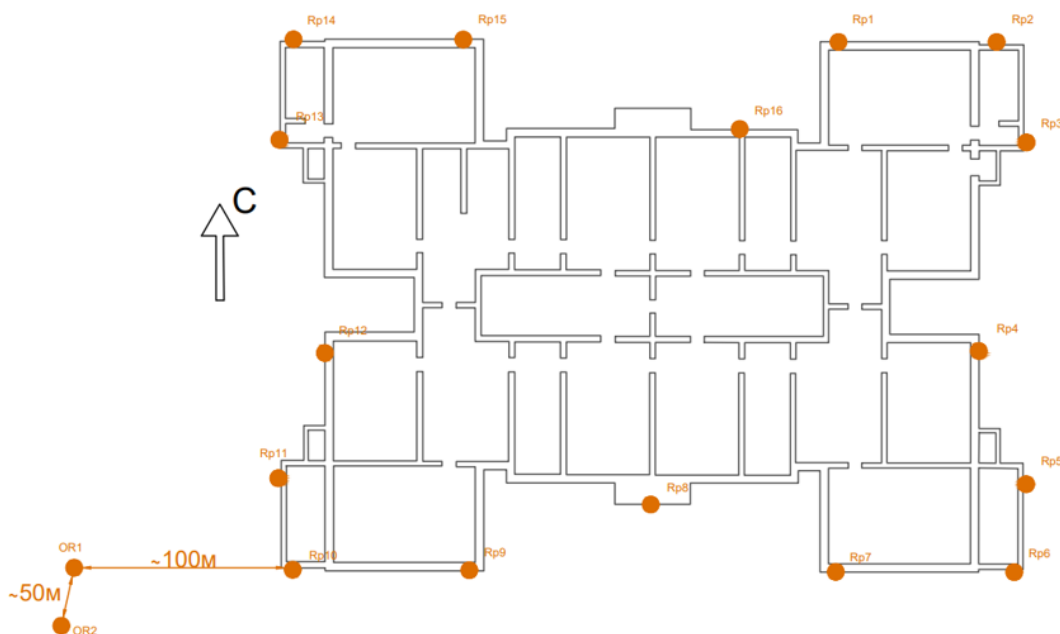 Rp14
Rp15
Rp1
Rp2
Rp13
Rp16
Rp3
С
Rp12
Rp4
Rp11
Rp5
Rp8
OR1
~100м
Rp10
Rp9
Rp7
Rp6
~50м
OR2